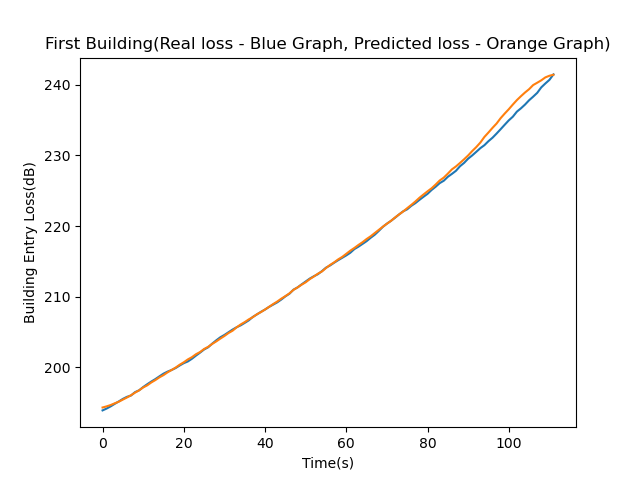 First Building(Real loss - Blue Graph, Predicted loss - Orange Graph)
240
230
220
210
200
Building Entry Loss(dB)
0 20 40 60 80 100
Time(s)